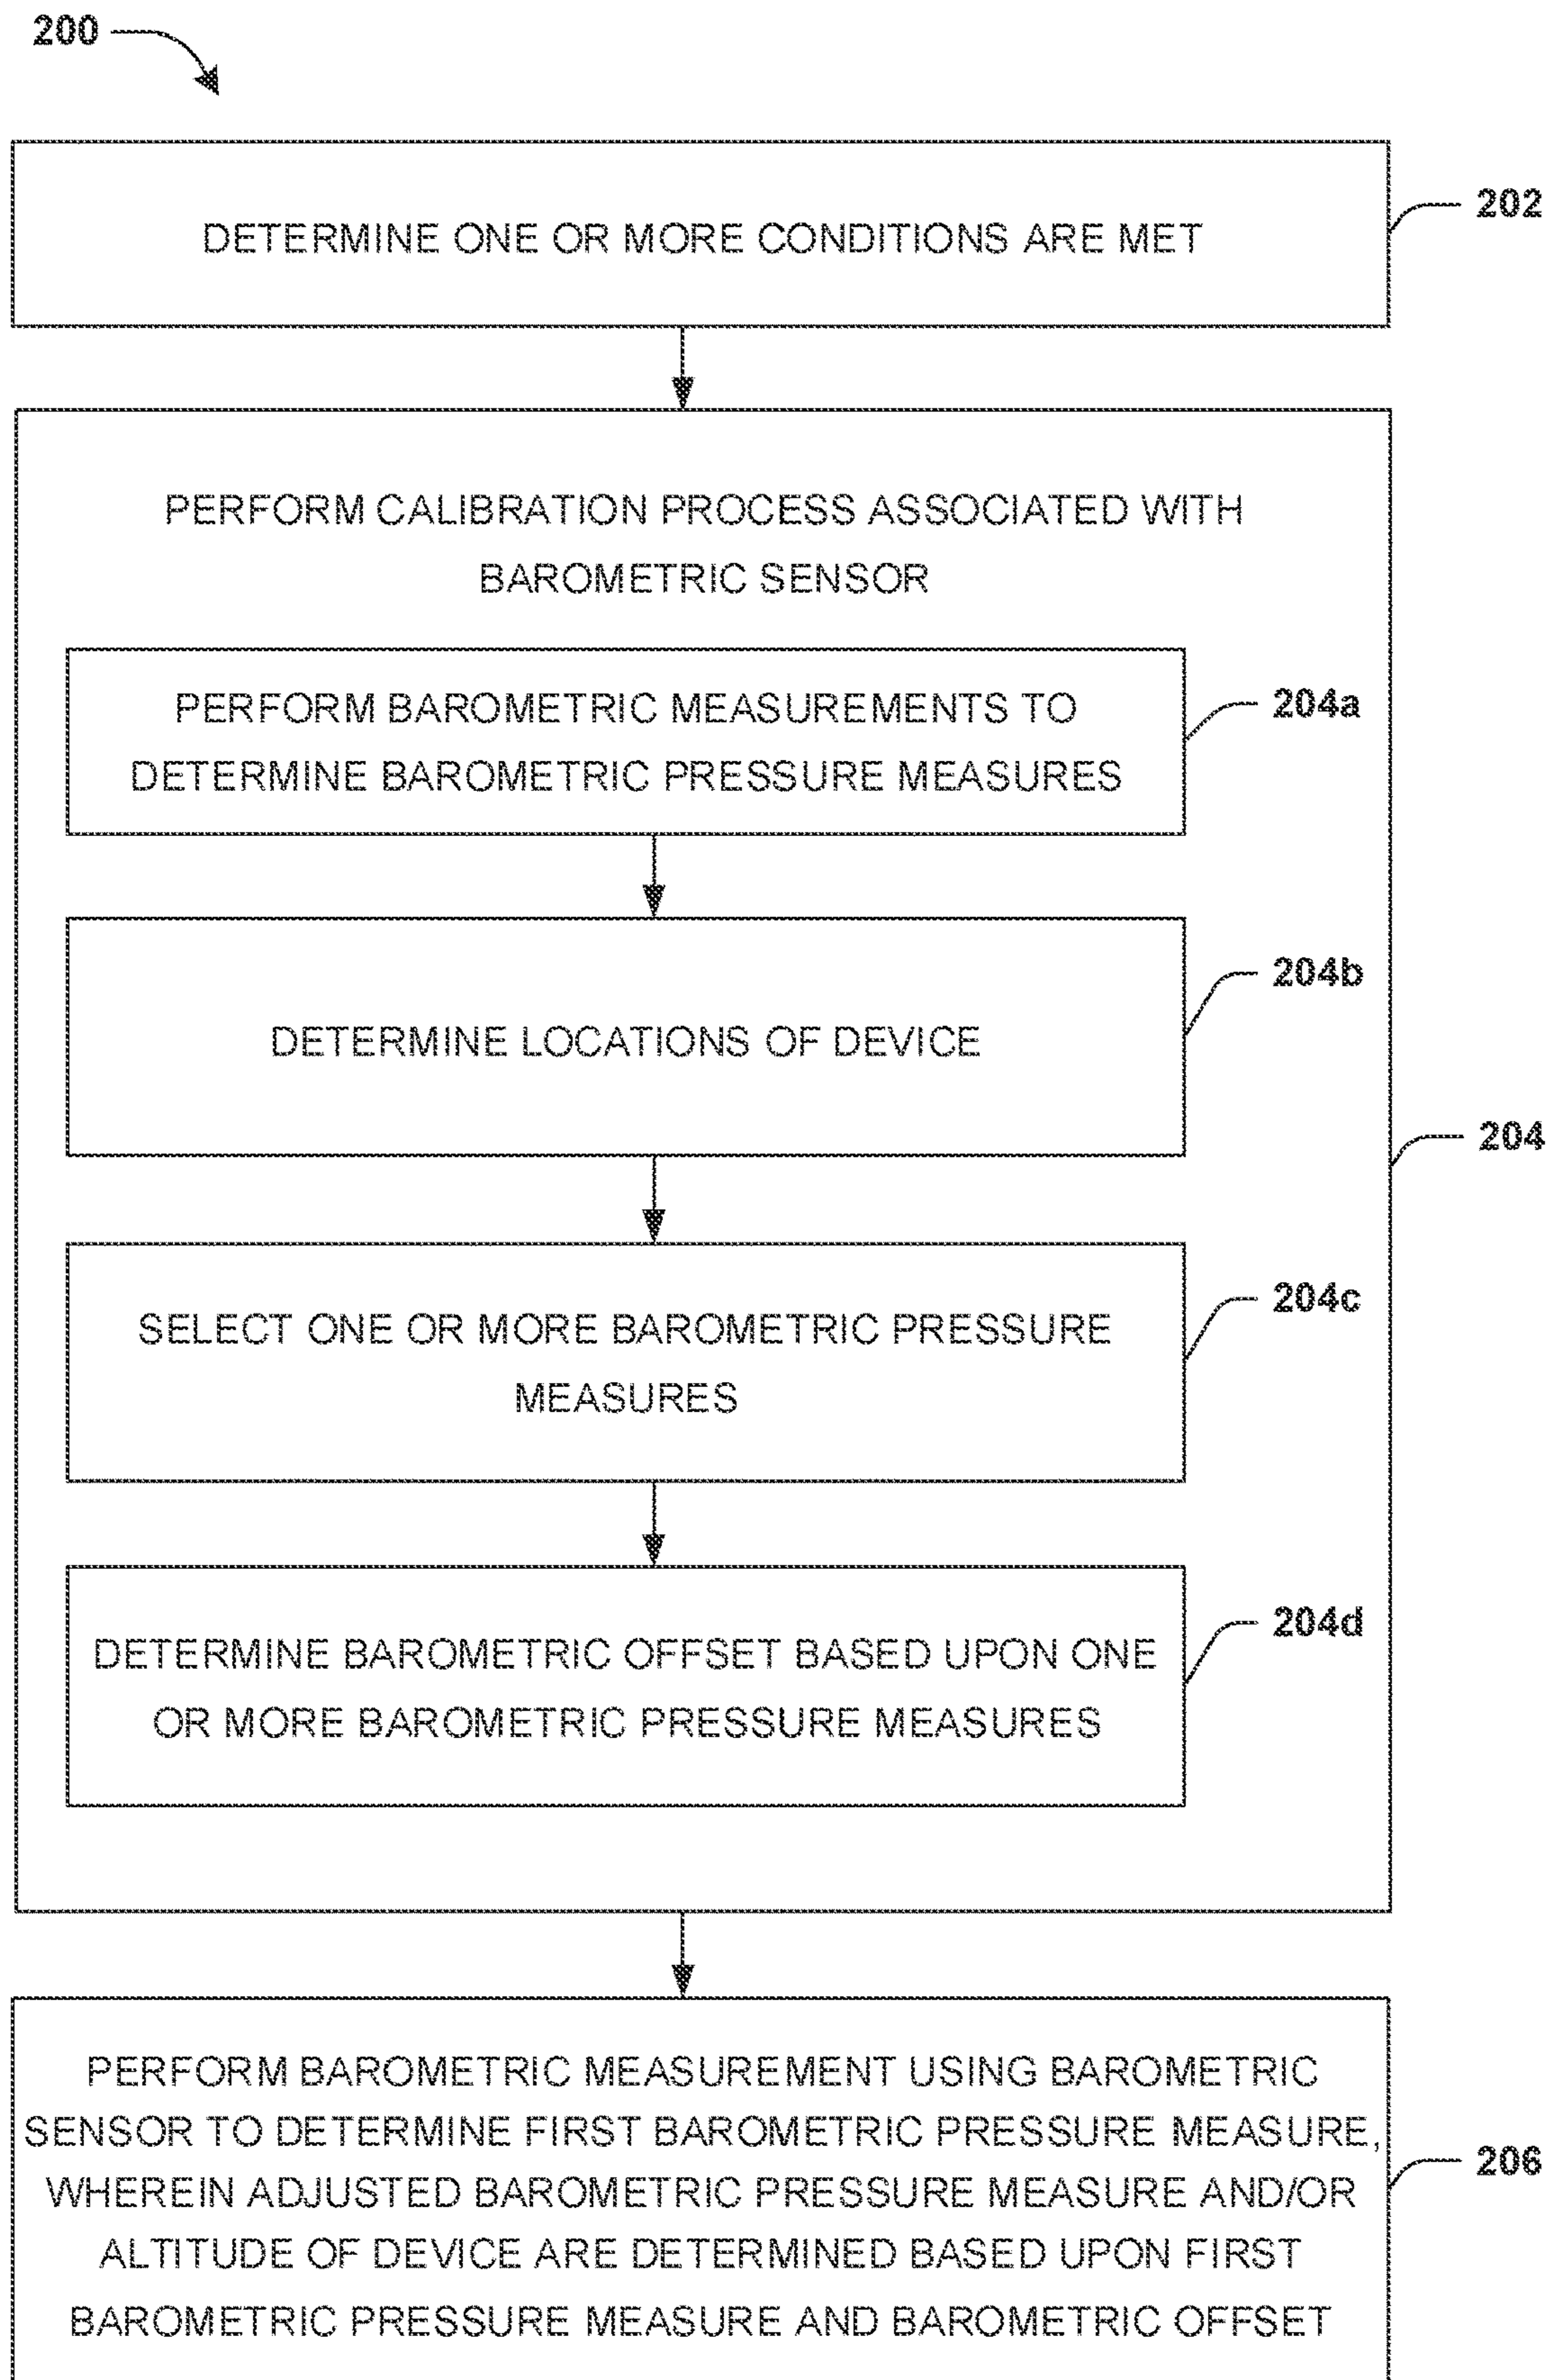 200
DETERMINE ONE OR MORE CONDITIONS ARE MET
202
PERFORM CALIBRATION PROCESS ASSOCIATED WITH
BAROMETRIC SENSOR
PERFORM BAROMETRIC MEASUREMENTS TO
DETERMINE BAROMETRIC PRESSURE MEASURES
204a
DETERMINE LOCATIONS OF DEVICE
204b
204
SELECT ONE OR MORE BAROMETRIC PRESSURE
MEASURES
204c
DETERMINE BAROMETRIC OFFSET BASED UPON ONE
OR MORE BAROMETRIC PRESSURE MEASURES
204d
PERFORM BAROMETRIC MEASUREMENT USING BAROMETRIC
SENSOR TO DETERMINE FIRST BAROMETRIC PRESSURE MEASURE,
WHEREIN ADJUSTED BAROMETRIC PRESSURE MEASURE AND/OR
ALTITUDE OF DEVICE ARE DETERMINED BASED UPON FIRST
BAROMETRIC PRESSURE MEASURE AND BAROMETRIC OFFSET
206